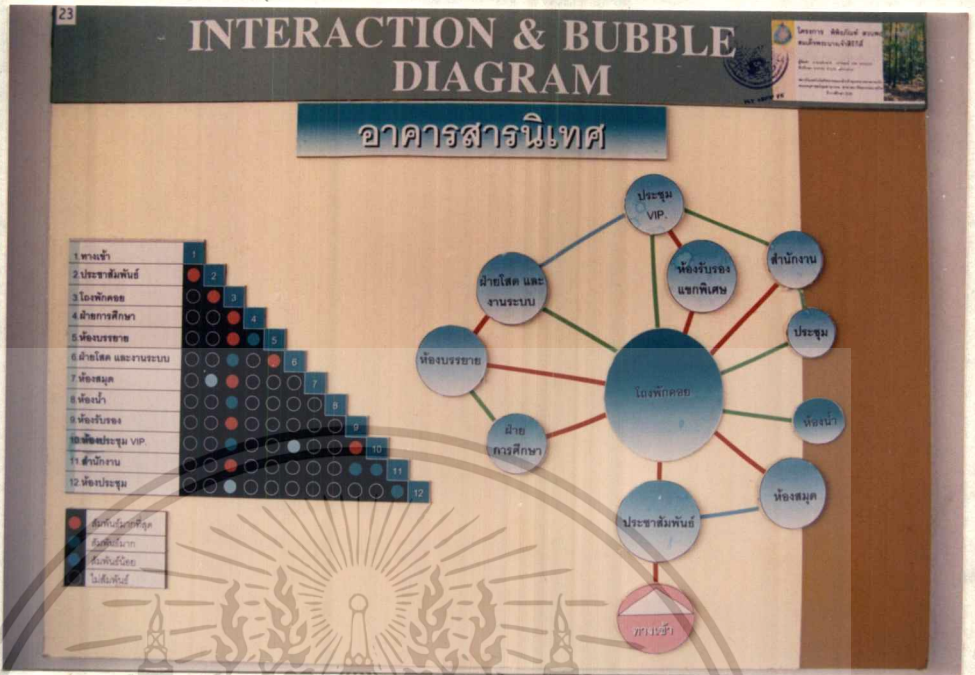 23
INTERACTION & BUBBLE
DIAGRAM
อาคารสารนิเทศ
1.ทางเข้า
2.ประชาสัมพันธ์
3.โถงพักคอย
4.ฝ่ายการศึกษา
5.ห้องบรรยาย
6.ฝ่ายโสต และงานระบบ
7.ห้องสมุด
8.ห้องน้ำ
9.ห้องรับรอง
10.ห้องประชุม VIP.
11.สำนักงาน
12.ห้องประชุม
1
2
3
4
5
6
7
8
9
10
11
12
สัมพันธ์มากที่สุด
สัมพันธ์มาก
สัมพันธ์น้อย
ไม่สัมพันธ์
ประชุม
VIP.
สำนักงาน
ห้องรับรอง
แขกพิเศษ
ฝ่ายโสต และ
งานระบบ
ประชุม
ห้องบรรยาย
โถงพักคอย
ห้องน้ำ
ฝ่าย
การศึกษา
ห้องสมุด
ประชาสัมพันธ์
ทางเข้า